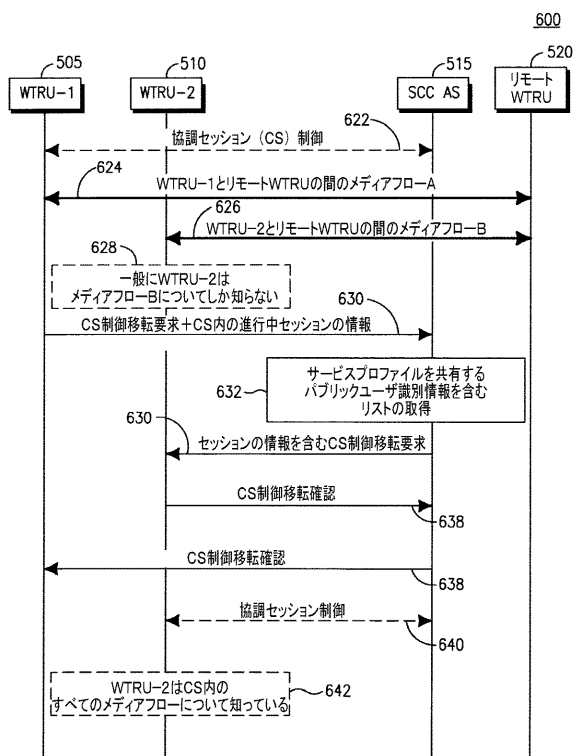 600
505
510
515
520
WTRU-1
WTRU-2
SCC AS
リモート
WTRU
協調セッション（CS）制御
622
624
WTRU-1とリモートWTRUの間のメディアフローA
626
WTRU-2とリモートWTRUの間のメディアフローB
628
一般にWTRU-2は
メディアフローBについてしか知らない
630
CS制御移転要求＋CS内の進行中セッションの情報
632
サービスプロファイルを共有する
パブリックユーザ識別情報を含む
リストの取得
630
セッションの情報を含むCS制御移転要求
CS制御移転確認
638
CS制御移転確認
638
協調セッション制御
640
WTRU-2はCS内の
すべてのメディアフローについて知っている
642